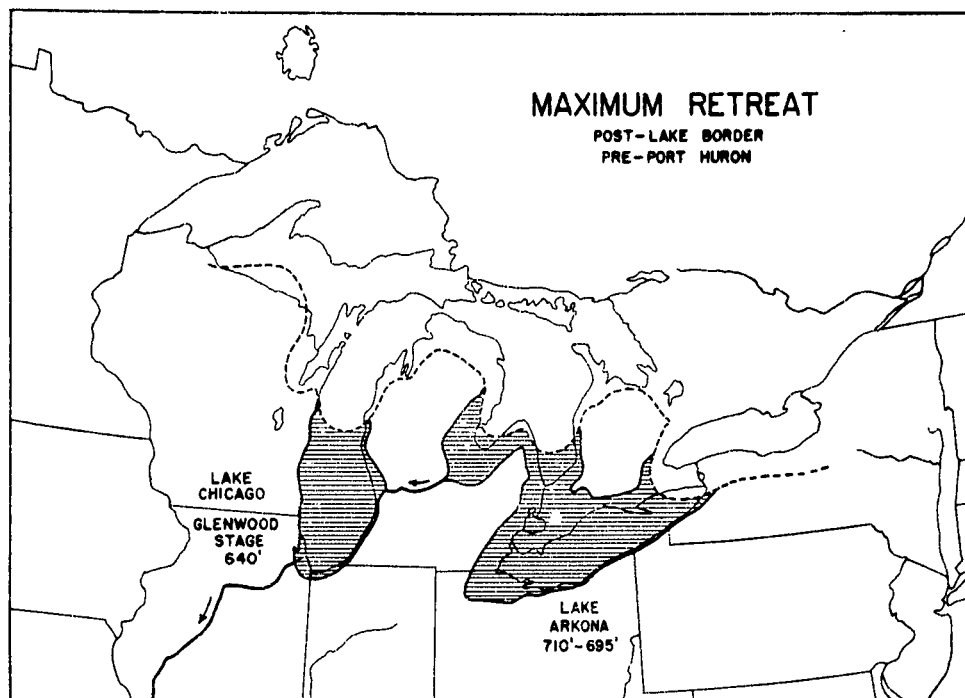 MAXIMUM RETREAT
POST-LAKE BORDER
PRE-PORT HURON
LAKE
CHICAGO
GLENWOOD
STAGE
640'
LAKE
ARKONA
710'-695'